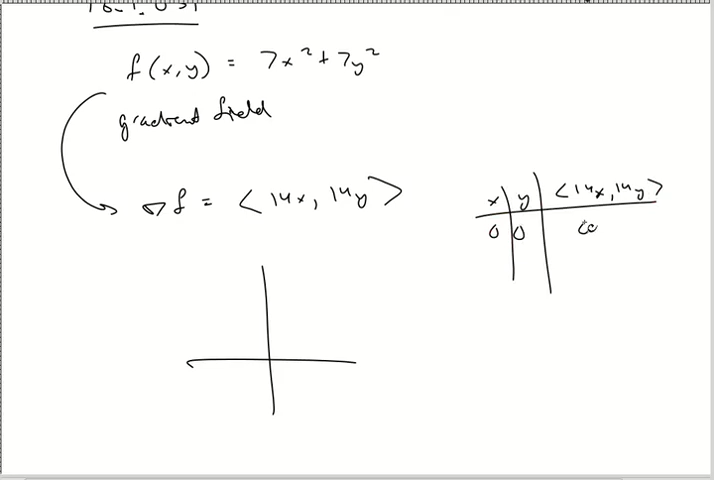 f(x,y) = 7x²+7y²
gradient field
∇f = <14x, 14y>
x y <14x,14y>
0 0